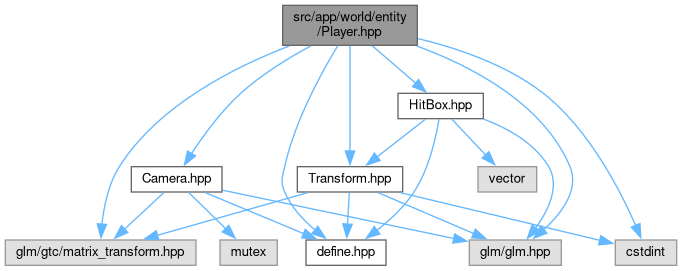 src/app/world/entity
/Player.hpp
HitBox.hpp
Camera.hpp
Transform.hpp
vector
glm/gtc/matrix_transform.hpp
mutex
define.hpp
glm/glm.hpp
cstdint